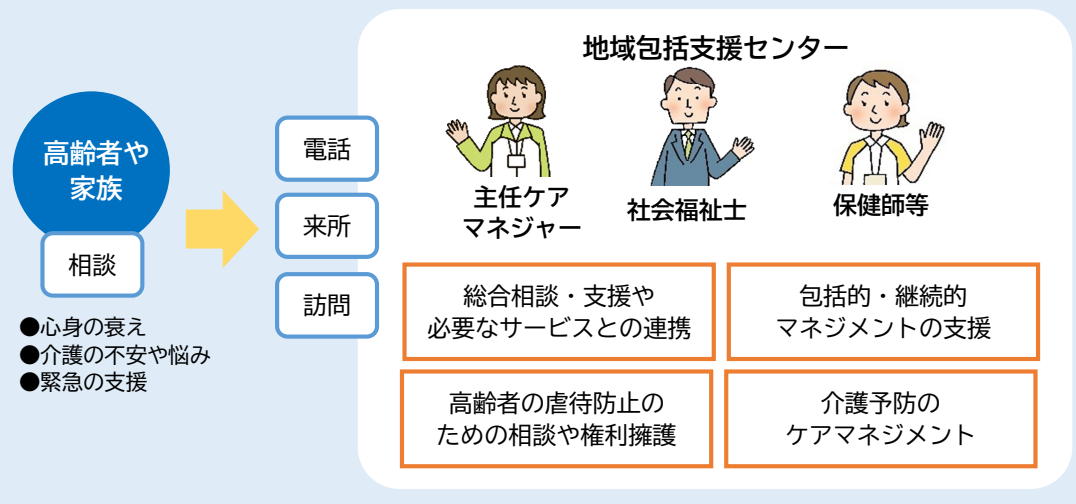 高齢者や
家族
相談
●心身の衰え
●介護の不安や悩み
●緊急の支援
電話
来所
訪問
地域包括支援センター
主任ケア
マネジャー
社会福祉士
保健師等
総合相談・支援や
必要なサービスとの連携
包括的・継続的
マネジメントの支援
高齢者の虐待防止の
ための相談や権利擁護
介護予防の
ケアマネジメント